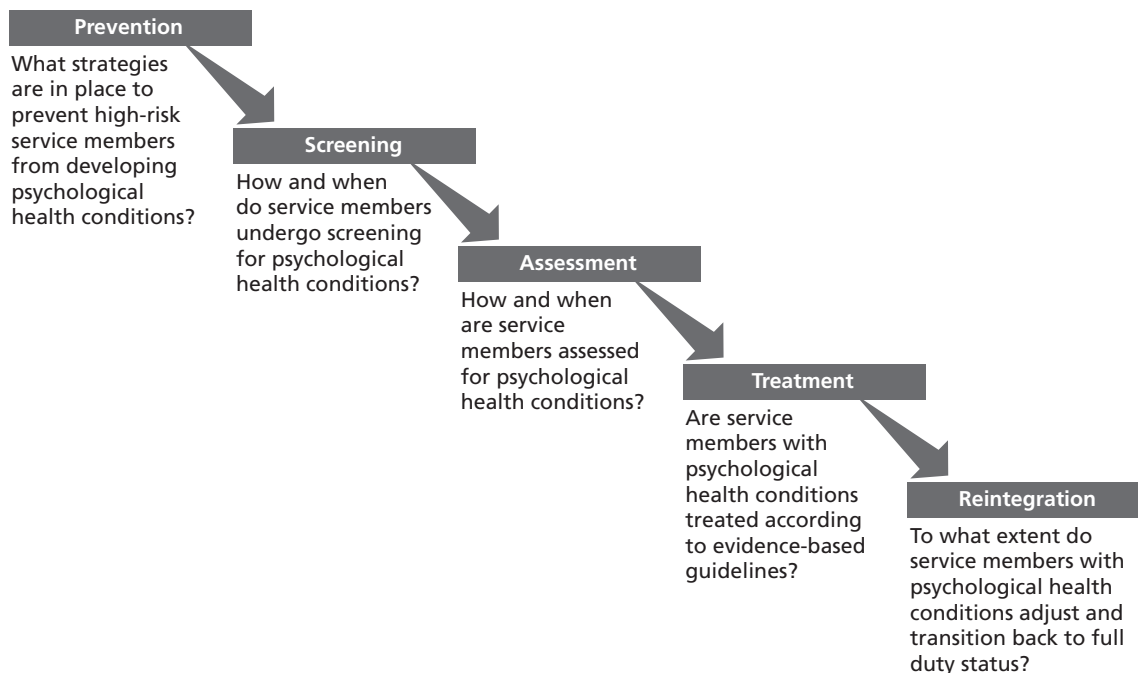 Prevention
What strategies
are in place to
prevent high-risk
service members
from developing
psychological
health conditions?
Screening
How and when
do service members
undergo screening
for psychological
health conditions?
Assessment
How and when
are service
members assessed
for psychological
health conditions?
Treatment
Are service
members with
psychological
health conditions
treated according
to evidence-based
guidelines?
Reintegration
To what extent do
service members with
psychological health
conditions adjust and
transition back to full
duty status?